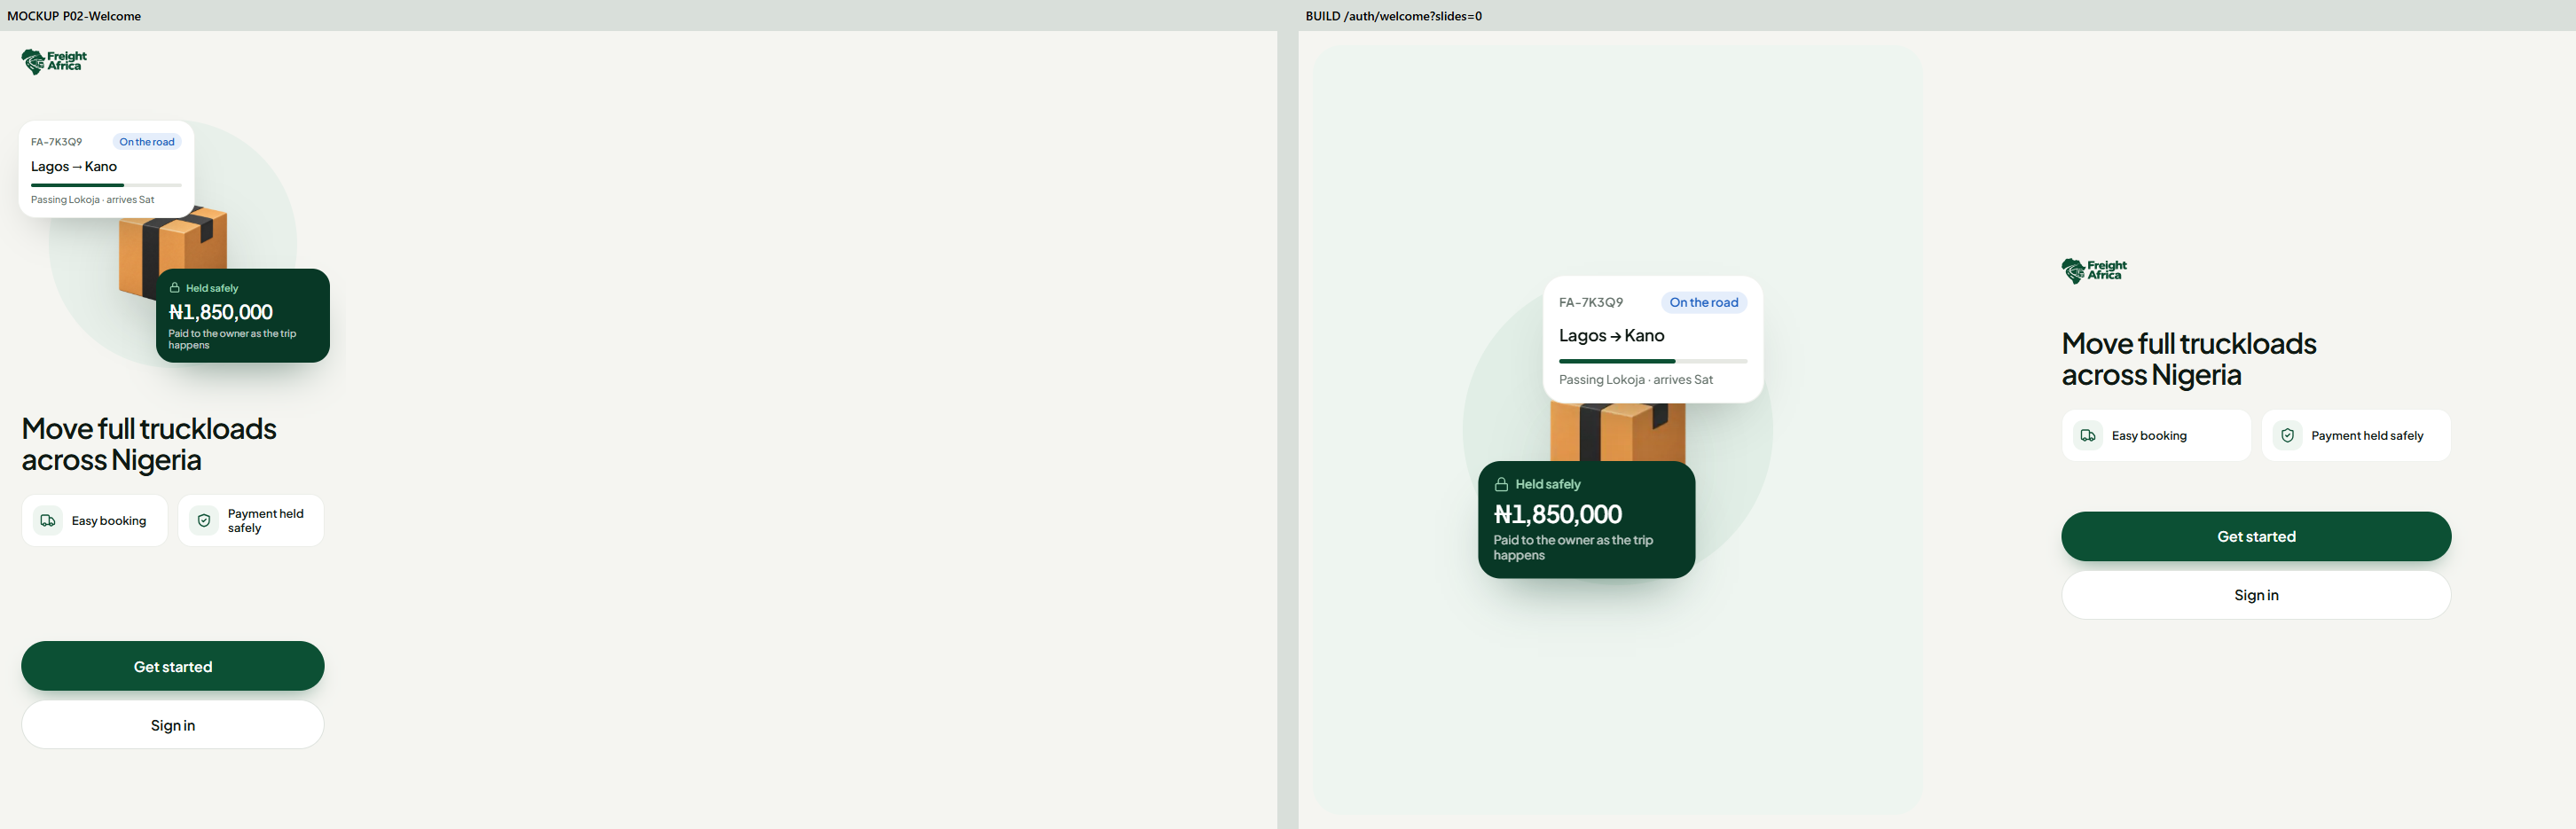 MOCKUP P02-Welcome
Freight
Africa
FA-7K3Q9
On the road
Lagos → Kano
Passing Lokoja · arrives Sat
Held safely
₦1,850,000
Paid to the owner as the trip
happens
Move full truckloads
across Nigeria
Easy booking
Payment held
safely
Get started
Sign in
BUILD /auth/welcome?slides=0
FA-7K3Q9
On the road
Lagos → Kano
Passing Lokoja · arrives Sat
Held safely
₦1,850,000
Paid to the owner as the trip
happens
Freight
Africa
Move full truckloads
across Nigeria
Easy booking
Payment held safely
Get started
Sign in